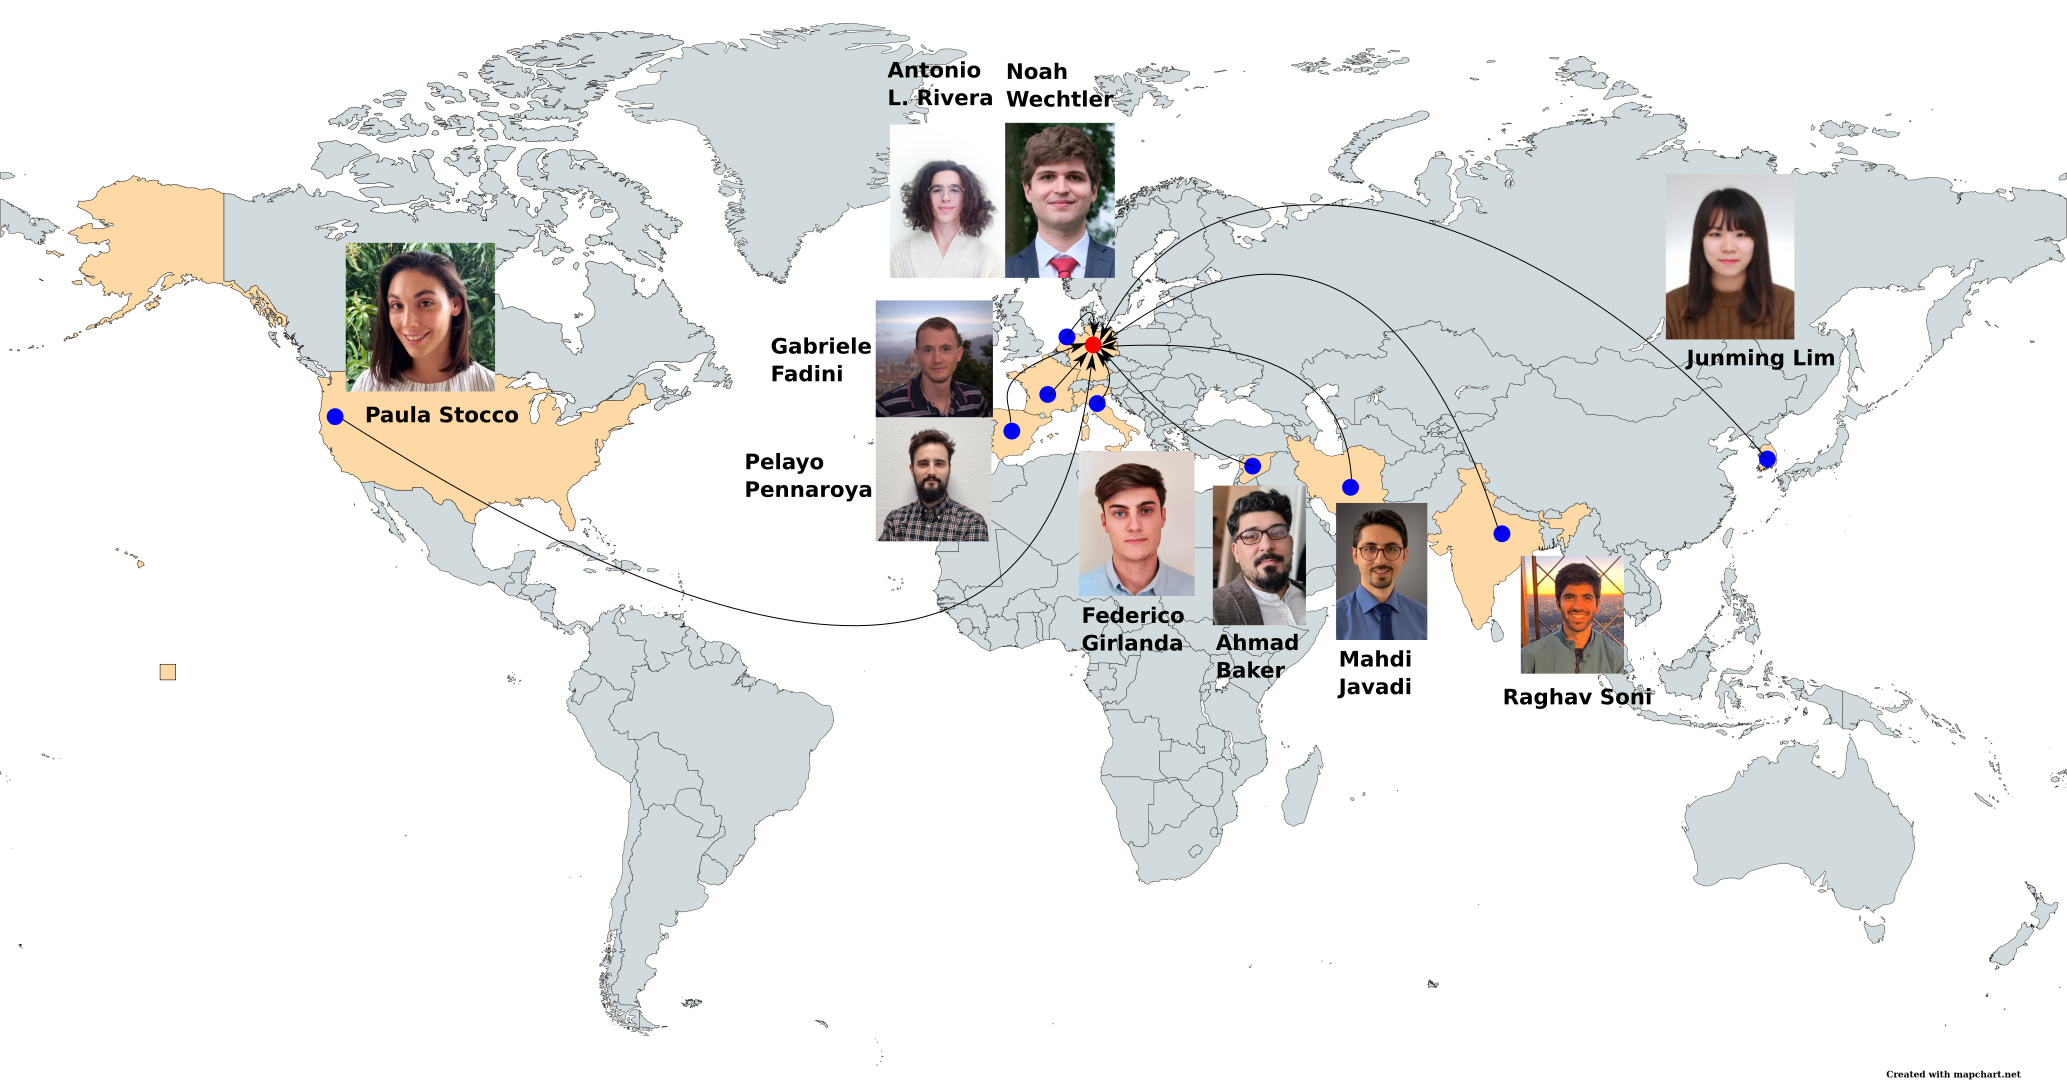 Antonio
L. Rivera
Noah
Wechtler
Gabriele
Fadini
Junming Lim
Paula Stocco
Pelayo
Pennaroya
Federico
Girlanda
Ahmad
Baker
Mahdi
Javadi
Raghav Soni
Created with mapchart.net